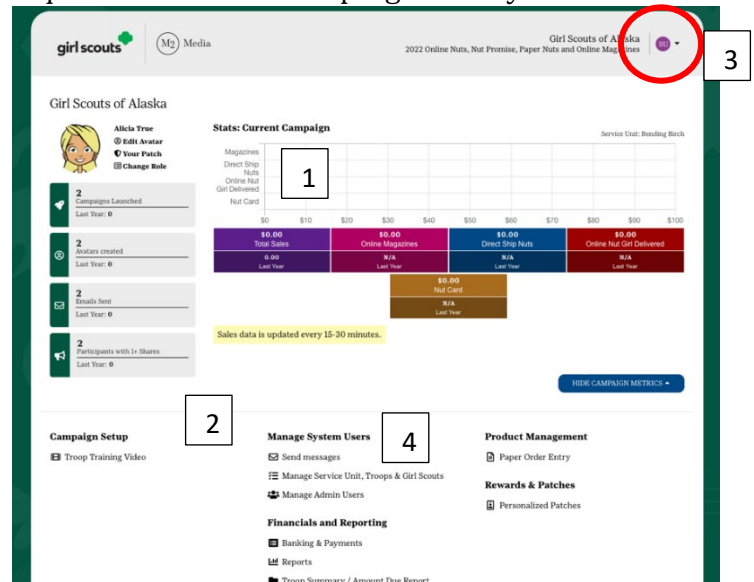 girl scouts
M2 Media
Girl Scouts of Alaska
2022 Online Nuts, Nut Promise, Paper Nuts and Online Magazines
SU
3
Girl Scouts of Alaska
Alicia True
Edit Avatar
Your Patch
Change Role
2
Campaigns Launched
Last Year: 0
2
Avatars created
Last Year: 0
2
Emails Sent
Last Year: 0
2
Participants with 1+ Shares
Last Year: 0
Stats: Current Campaign
Service Unit: Bending Birch
1
Magazines
Direct Ship
Nuts
Online Nut
Girl Delivered
Nut Card
$0 $10 $20 $30 $40 $50 $60 $70 $80 $90 $100
$0.00
Total Sales
0.00
Last Year
$0.00
Online Magazines
N/A
Last Year
$0.00
Direct Ship Nuts
N/A
Last Year
$0.00
Online Nut Girl Delivered
N/A
Last Year
$0.00
Nut Card
N/A
Last Year
Sales data is updated every 15-30 minutes.
HIDE CAMPAIGN METRICS
2
Campaign Setup
Troop Training Video
4
Manage System Users
Send messages
Manage Service Unit, Troops & Girl Scouts
Manage Admin Users
Financials and Reporting
Banking & Payments
Reports
Troop Summary / Amount Due Report
Product Management
Paper Order Entry
Rewards & Patches
Personalized Patches